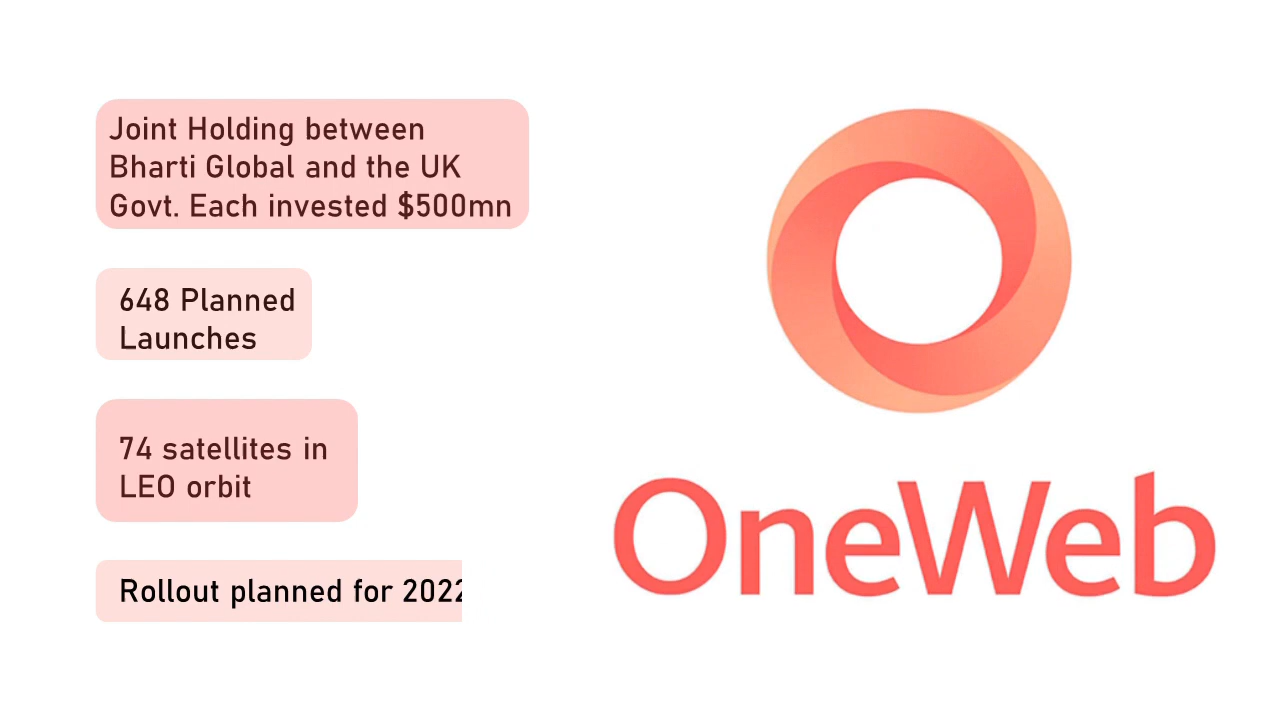 Joint Holding between
Bharti Global and the UK
Govt. Each invested $500mn
648 Planned
Launches
74 satellites in
LEO orbit
Rollout planned for 2022
OneWeb